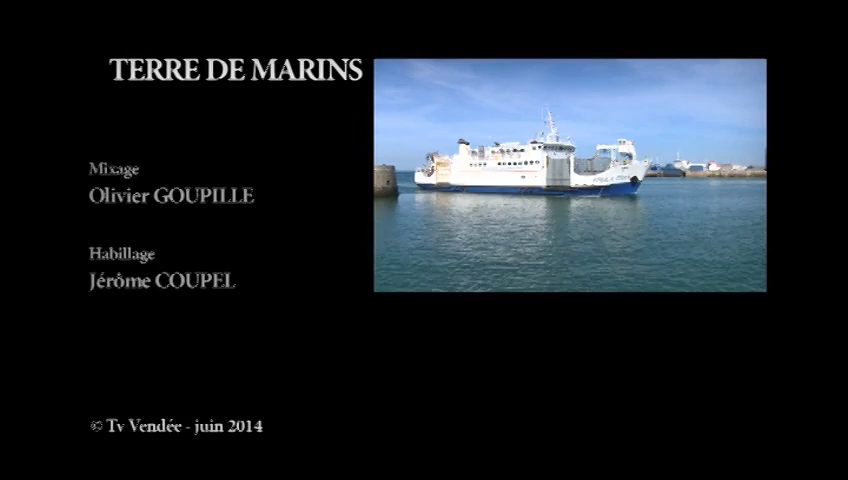 TERRE DE MARINS
Mixage
Olivier GOUPILLE
Habillage
Jérôme COUPEL
© Tv Vendée - juin 2014